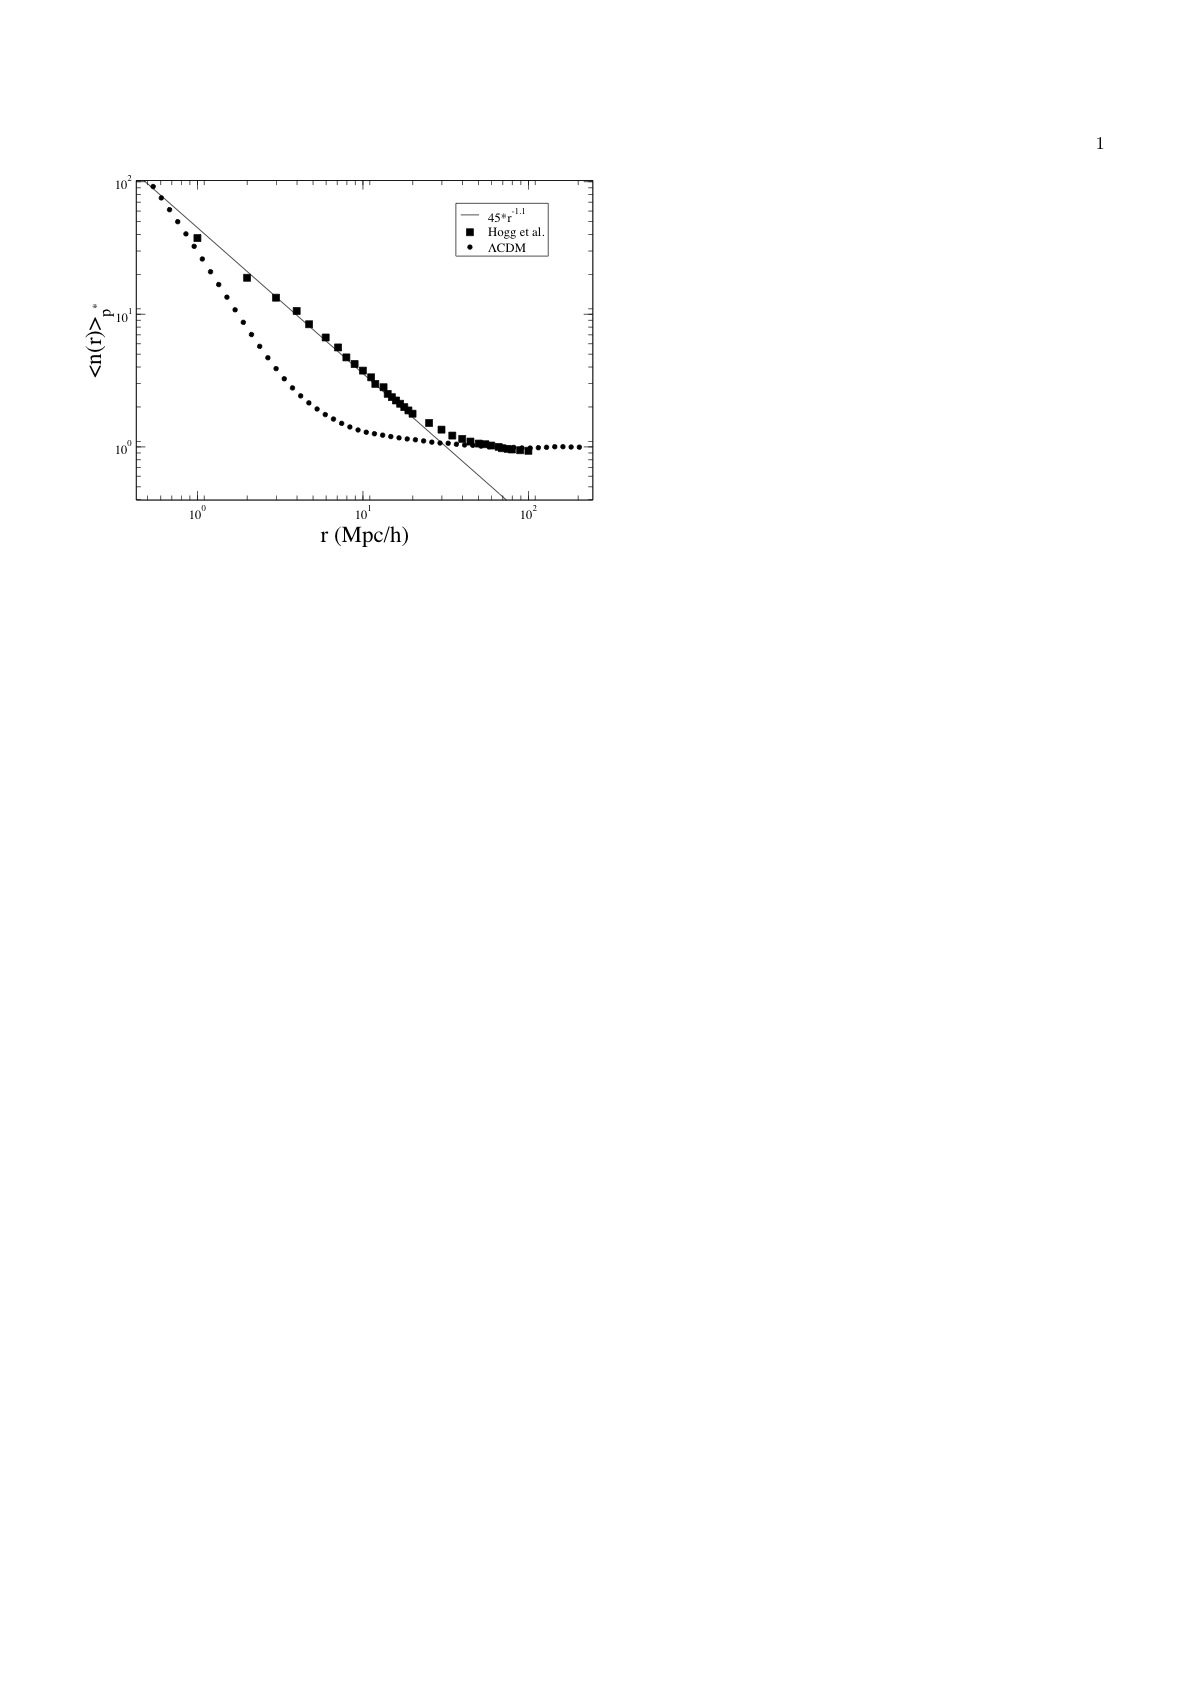 1
10^2
10^1
10^0
<n(r)>_p^*
45*r^-1.1
Hogg et al.
ΛCDM
10^0 10^1 10^2
r (Mpc/h)